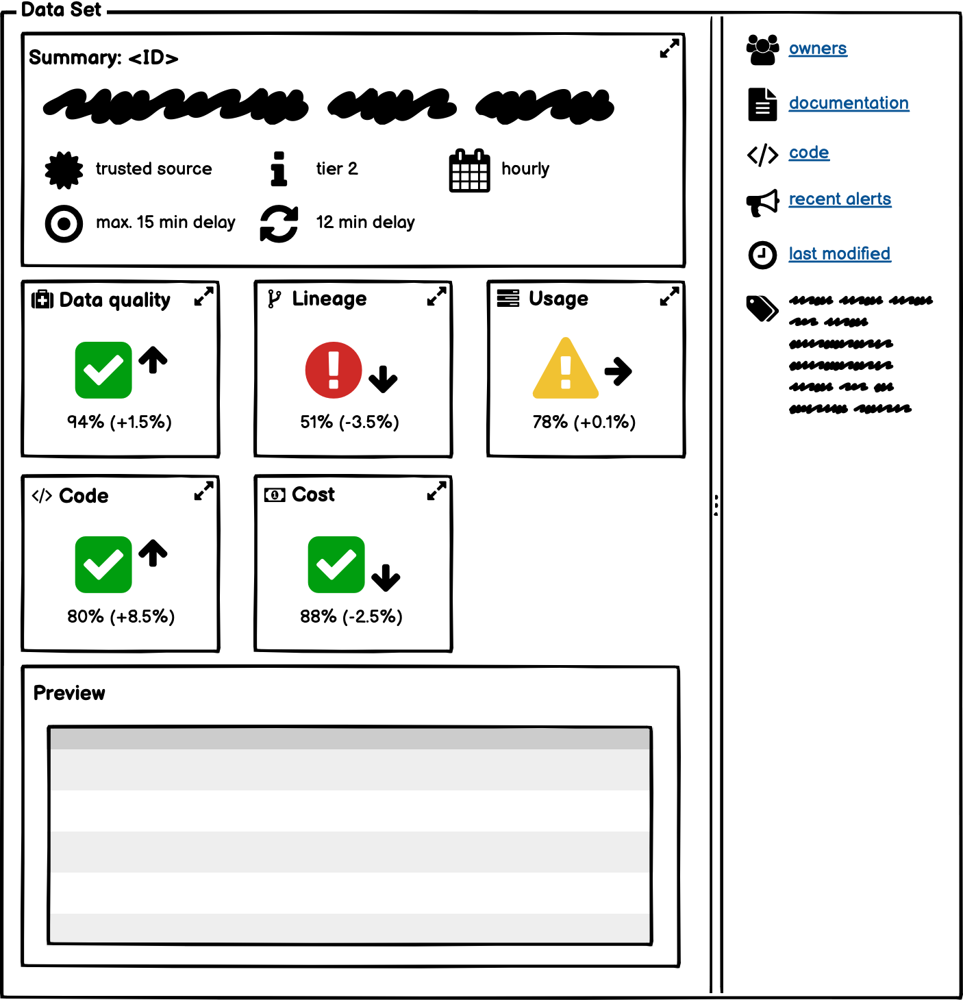 Data Set
Summary: <ID>
trusted source
tier 2
hourly
max. 15 min delay
12 min delay
Data quality
94% (+1.5%)
Lineage
51% (-3.5%)
Usage
78% (+0.1%)
Code
80% (+8.5%)
Cost
88% (-2.5%)
Preview
owners
documentation
code
recent alerts
last modified